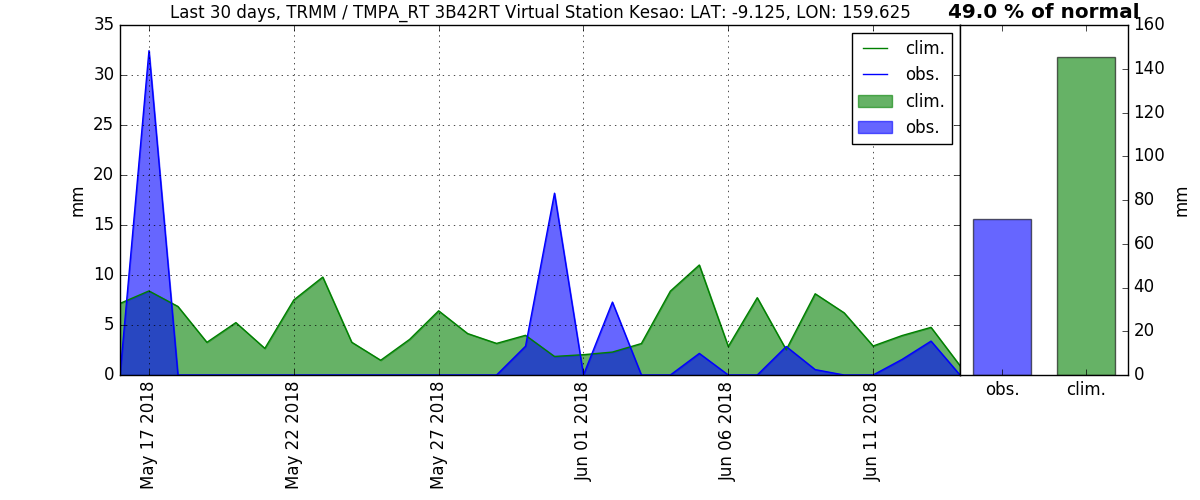 Last 30 days, TRMM / TMPA_RT 3B42RT Virtual Station Kesao: LAT: -9.125, LON: 159.625
49.0 % of normal
35
30
25
20
15
10
5
0
mm
clim.
obs.
clim.
obs.
May 17 2018
May 22 2018
May 27 2018
Jun 01 2018
Jun 06 2018
Jun 11 2018
160
140
120
100
80
60
40
20
0
mm
obs.
clim.